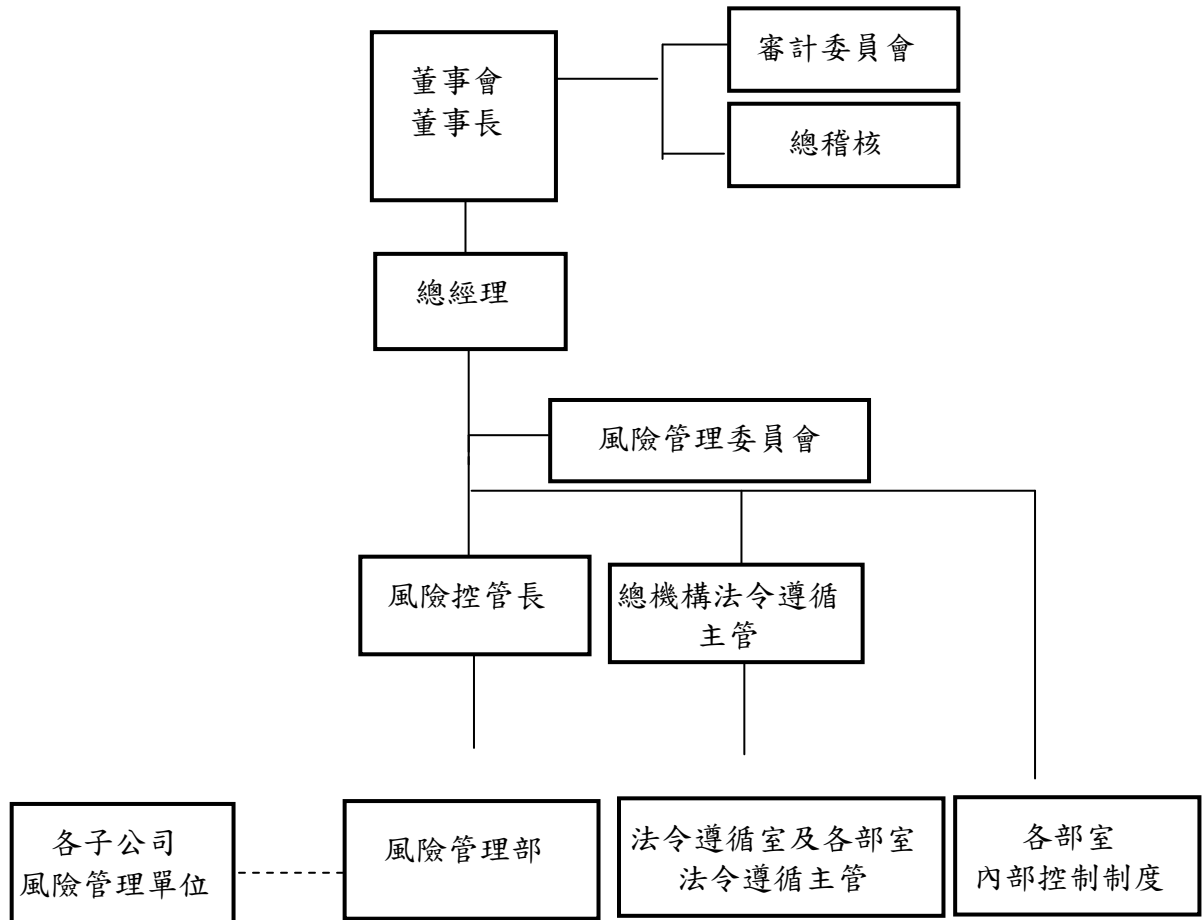 董事會
董事長
審計委員會
總稽核
總經理
風險管理委員會
風險控管長
總機構法令遵循
主管
各子公司
風險管理單位
風險管理部
法令遵循室及各部室
法令遵循主管
各部室
內部控制制度